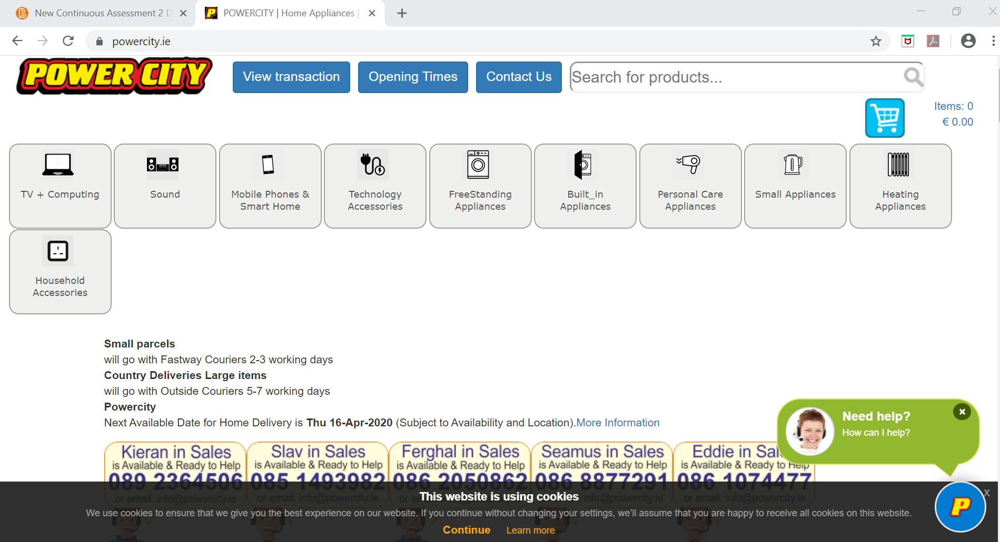 New Continuous Assessment 2 D
POWERCITY | Home Appliances |
powercity.ie
POWER CITY
View transaction
Opening Times
Contact Us
Search for products...
Items: 0
€ 0.00
TV + Computing
Sound
Mobile Phones &
Smart Home
Technology
Accessories
FreeStanding
Appliances
Built_in
Appliances
Personal Care
Appliances
Small Appliances
Heating
Appliances
Household
Accessories
Small parcels
will go with Fastway Couriers 2-3 working days
Country Deliveries Large items
will go with Outside Couriers 5-7 working days
Powercity
Next Available Date for Home Delivery is Thu 16-Apr-2020 (Subject to Availability and Location).More Information
Need help?
How can I help?
Kieran in Sales
is Available & Ready to Help
089 2364506
or email: info@powercity.ie
Slav in Sales
is Available & Ready to Help
085 1493982
or email: info@powercity.ie
Ferghal in Sales
is Available & Ready to Help
086 2050862
or em
Seamus in Sales
is Available & Ready to Help
086 8877291
info@powercity.ie
Eddie in Sal
is Available & Ready to Help
086 1074477
or email: info@powercity.ie
This website is using cookies
We use cookies to ensure that we give you the best experience on our website. If you continue without changing your settings, we'll assume that you are happy to receive all cookies on this website.
Continue
Learn more
X
P